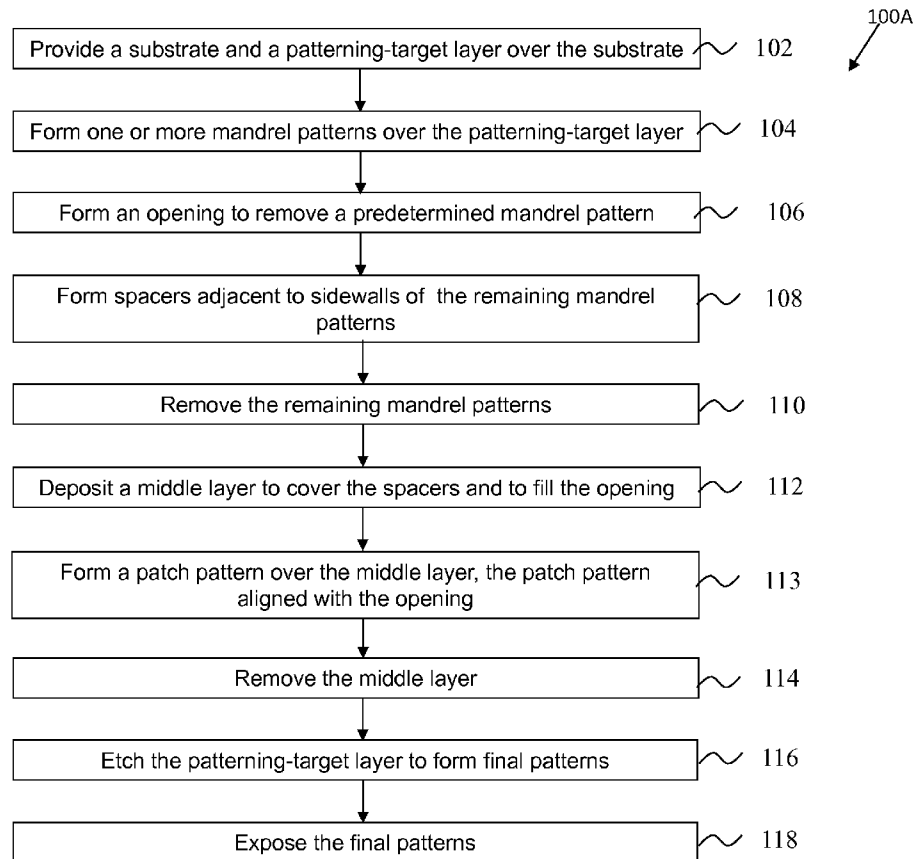 100A
Provide a substrate and a patterning-target layer over the substrate 102
Form one or more mandrel patterns over the patterning-target layer 104
Form an opening to remove a predetermined mandrel pattern 106
Form spacers adjacent to sidewalls of the remaining mandrel
patterns
108
Remove the remaining mandrel patterns 110
Deposit a middle layer to cover the spacers and to fill the opening 112
Form a patch pattern over the middle layer, the patch pattern
aligned with the opening
113
Remove the middle layer 114
Etch the patterning-target layer to form final patterns 116
Expose the final patterns 118